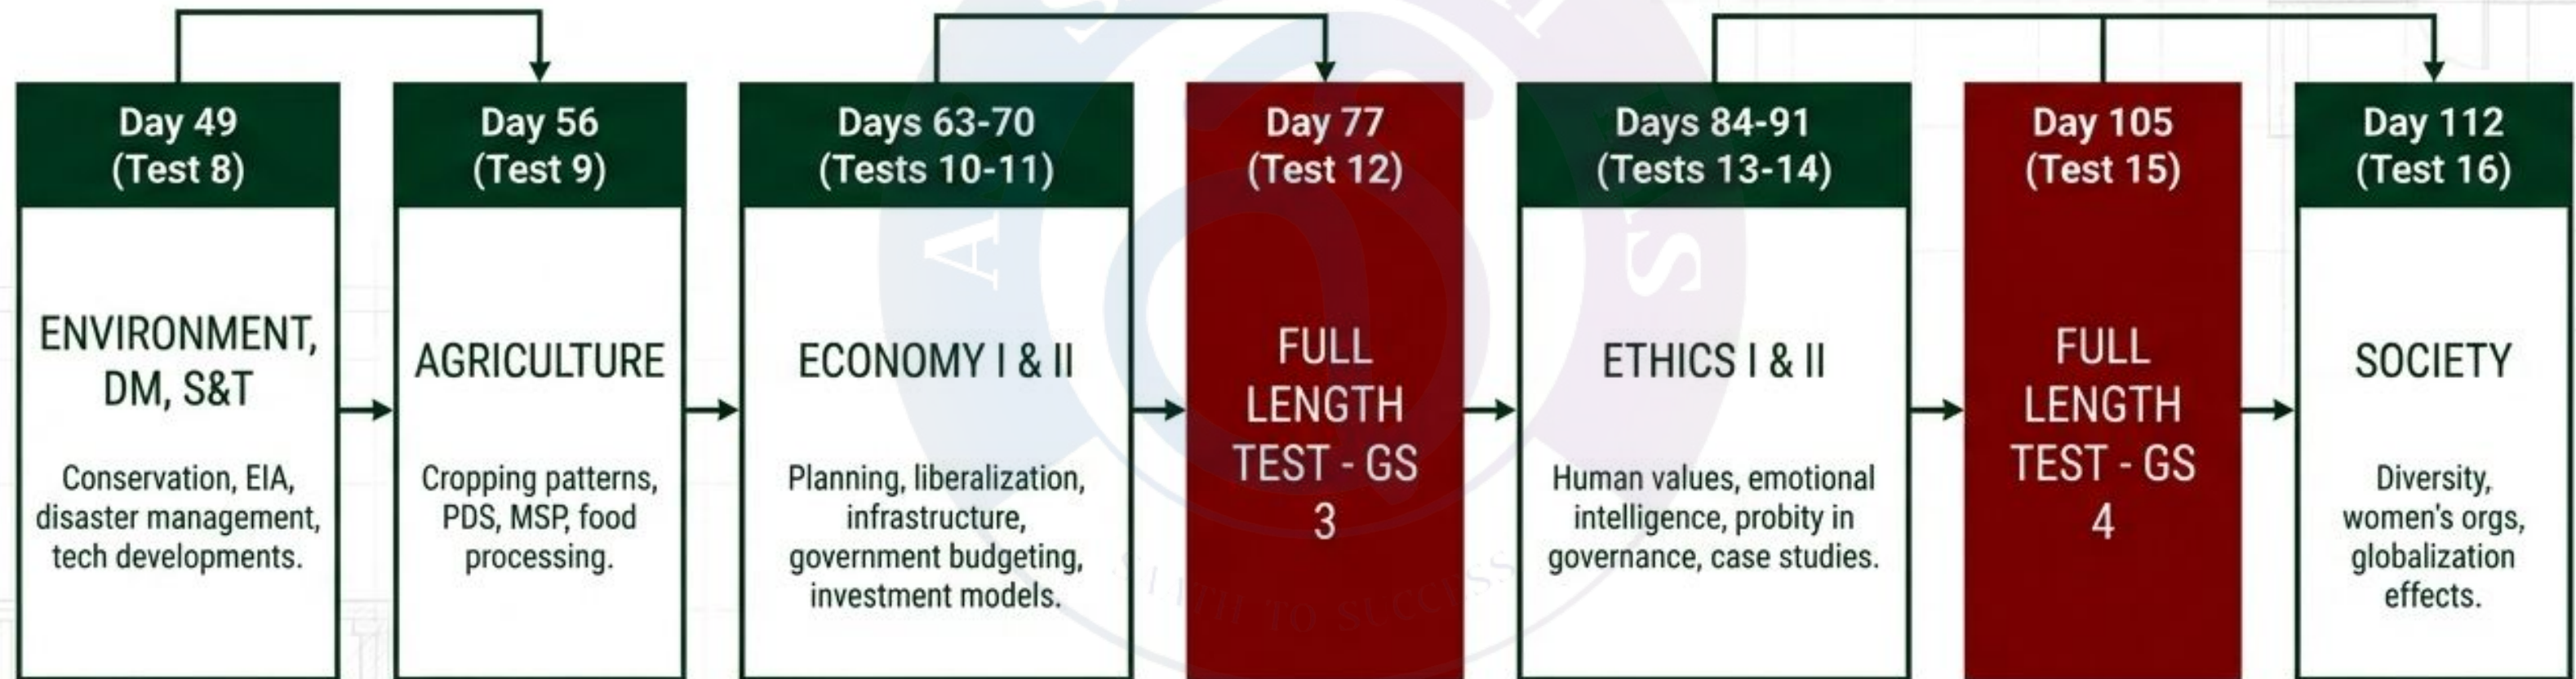 Day 49
(Test 8)
ENVIRONMENT,
DM, S&T
Conservation, EIA,
disaster management,
tech developments.
Day 56
(Test 9)
AGRICULTURE
Cropping patterns,
PDS, MSP, food
processing.
Days 63-70
(Tests 10-11)
ECONOMY I & II
Planning, liberalization,
infrastructure,
government budgeting,
investment models.
Day 77
(Test 12)
FULL
LENGTH
TEST - GS
3
Days 84-91
(Tests 13-14)
ETHICS I & II
Human values, emotional
intelligence, probity in
governance, case studies.
Day 105
(Test 15)
FULL
LENGTH
TEST - GS
4
Day 112
(Test 16)
SOCIETY
Diversity,
women's orgs,
globalization
effects.